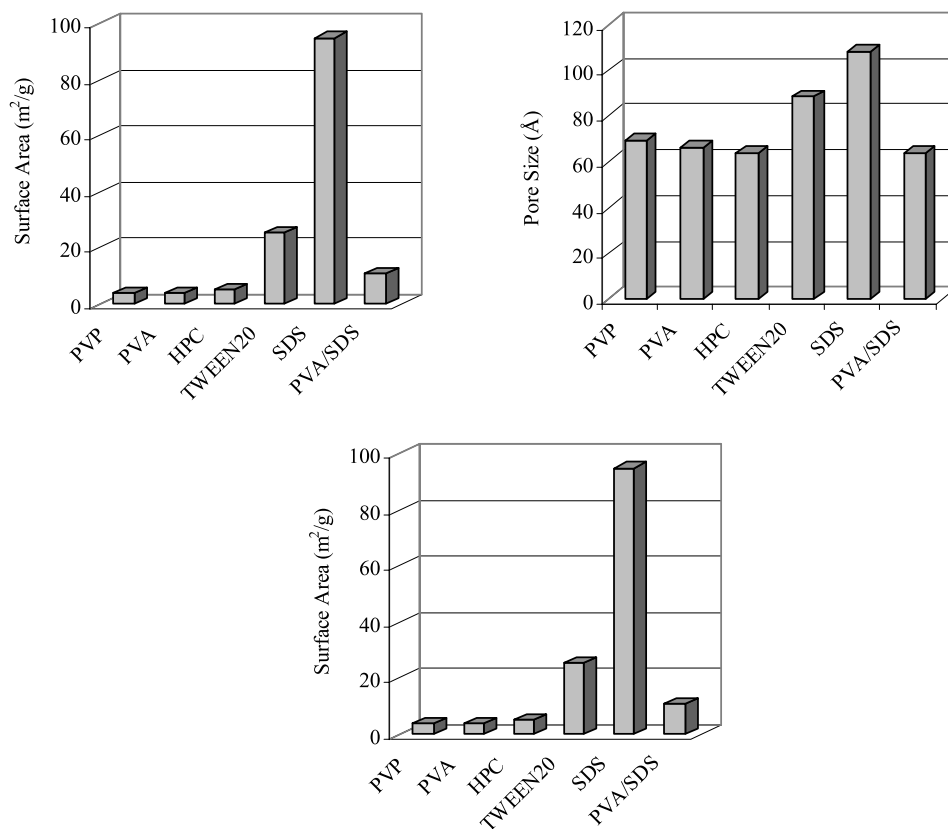 100
80
60
40
20
0
Surface Area (m²/g)
PVP
PVA
HPC
TWEEN20
SDS
PVA/SDS
120
100
80
60
40
20
0
Pore Size (Å)
PVP
PVA
HPC
TWEEN20
SDS
PVA/SDS
100
80
60
40
20
0
Surface Area (m²/g)
PVP
PVA
HPC
TWEEN20
SDS
PVA/SDS